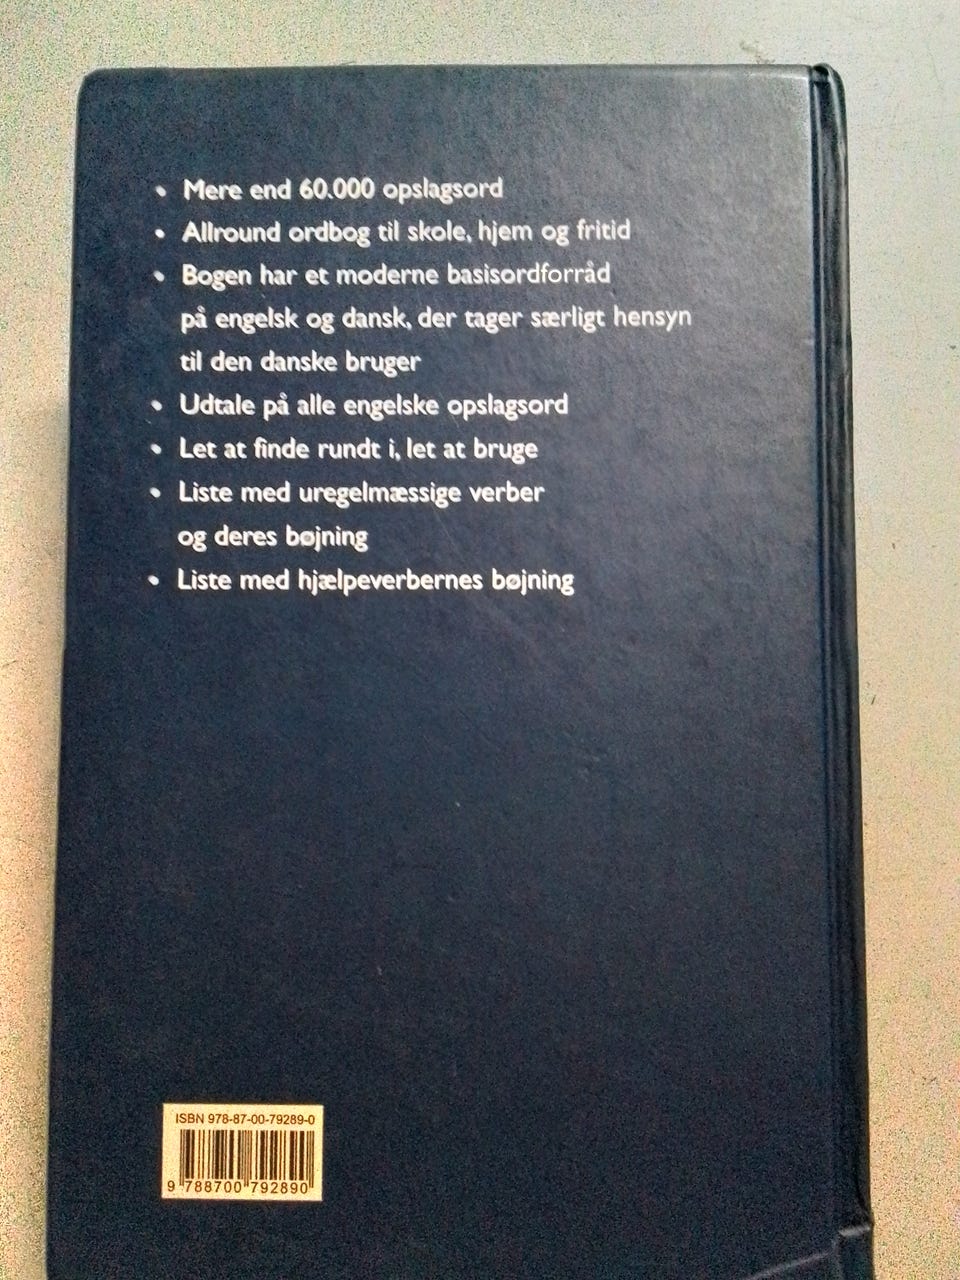 • Mere end 60.000 opslagsord
• Allround ordbog til skole, hjem og fritid
• Bogen har et moderne basisordforråd
på engelsk og dansk, der tager særligt hensyn
til den danske bruger
• Udtale på alle engelske opslagsord
• Let at finde rundt i, let at bruge
• Liste med uregelmæssige verber
og deres bøjning
• Liste med hjælpeverbernes bøjning
ISBN 978-87-00-79289-0
9 788700 792890